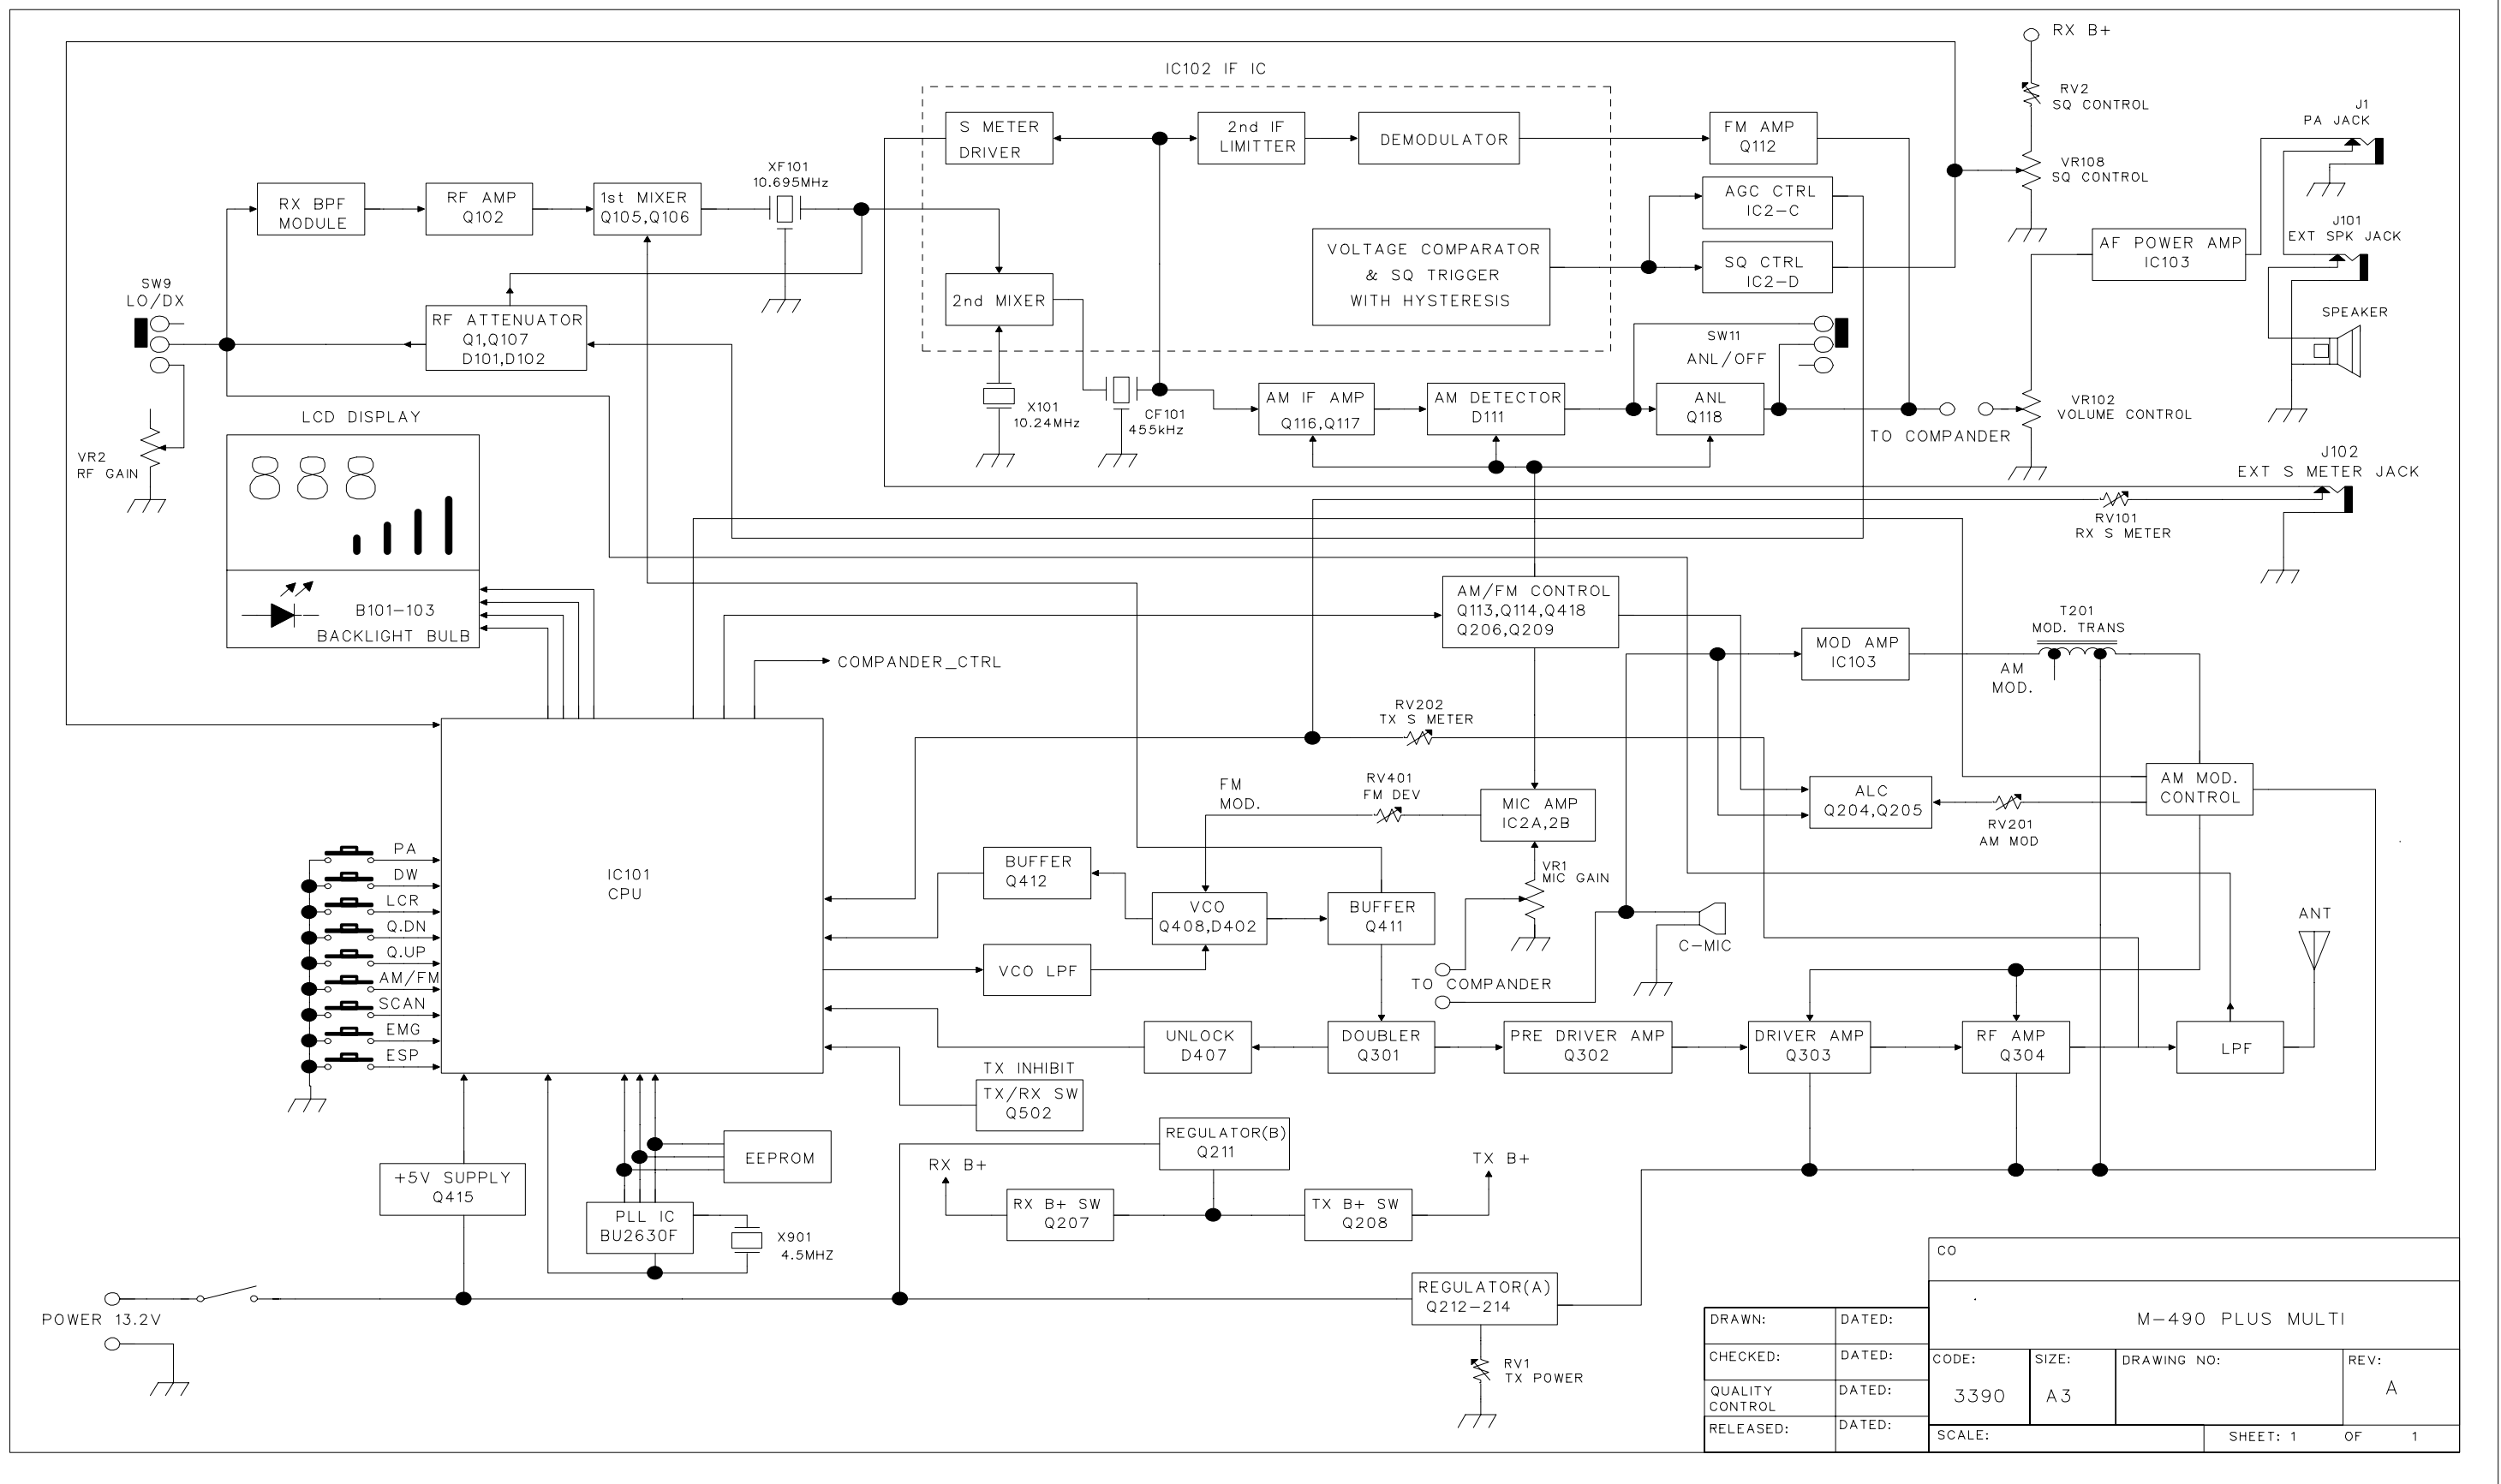 RX B+
RV2
SQ CONTROL
J1
PA JACK
IC102 IF IC
S METER
DRIVER
2nd IF
LIMITTER
DEMODULATOR
FM AMP
Q112
VR108
SQ CONTROL
XF101
10.695MHz
RX BPF
MODULE
RF AMP
Q102
1st MIXER
Q105,Q106
AGC CTRL
IC2-C
J101
EXT SPK JACK
VOLTAGE COMPARATOR
& SQ TRIGGER
WITH HYSTERESIS
SQ CTRL
IC2-D
AF POWER AMP
IC103
SW9
LO/DX
2nd MIXER
RF ATTENUATOR
Q1,Q107
D101,D102
SPEAKER
SW11
ANL/OFF
X101
10.24MHz
CF101
455kHz
AM IF AMP
Q116,Q117
AM DETECTOR
D111
ANL
Q118
VR102
VOLUME CONTROL
TO COMPANDER
LCD DISPLAY
VR2
RF GAIN
888
J102
EXT S METER JACK
RV101
RX S METER
B101-103
BACKLIGHT BULB
AM/FM CONTROL
Q113,Q114,Q418
Q206,Q209
T201
MOD. TRANS
MOD AMP
IC103
AM
MOD.
COMPANDER_CTRL
RV202
TX S METER
FM
MOD.
RV401
FM DEV
MIC AMP
IC2A,2B
ALC
Q204,Q205
AM MOD.
CONTROL
RV201
AM MOD
PA
DW
LCR
Q.DN
Q.UP
AM/FM
SCAN
EMG
ESP
IC101
CPU
BUFFER
Q412
VR1
MIC GAIN
VCO
Q408,D402
BUFFER
Q411
C-MIC
ANT
VCO LPF
TO COMPANDER
UNLOCK
D407
DOUBLER
Q301
PRE DRIVER AMP
Q302
DRIVER AMP
Q303
RF AMP
Q304
LPF
TX INHIBIT
TX/RX SW
Q502
REGULATOR(B)
Q211
EEPROM
RX B+
TX B+
+5V SUPPLY
Q415
RX B+ SW
Q207
TX B+ SW
Q208
PLL IC
BU2630F
X901
4.5MHZ
POWER 13.2V
REGULATOR(A)
Q212-214
RV1
TX POWER
CO
M-490 PLUS MULTI
DRAWN:
DATED:
CHECKED:
DATED:
QUALITY
CONTROL
DATED:
RELEASED:
DATED:
CODE:
3390
SIZE:
A3
DRAWING NO:
REV:
A
SCALE:
SHEET: 1 OF 1